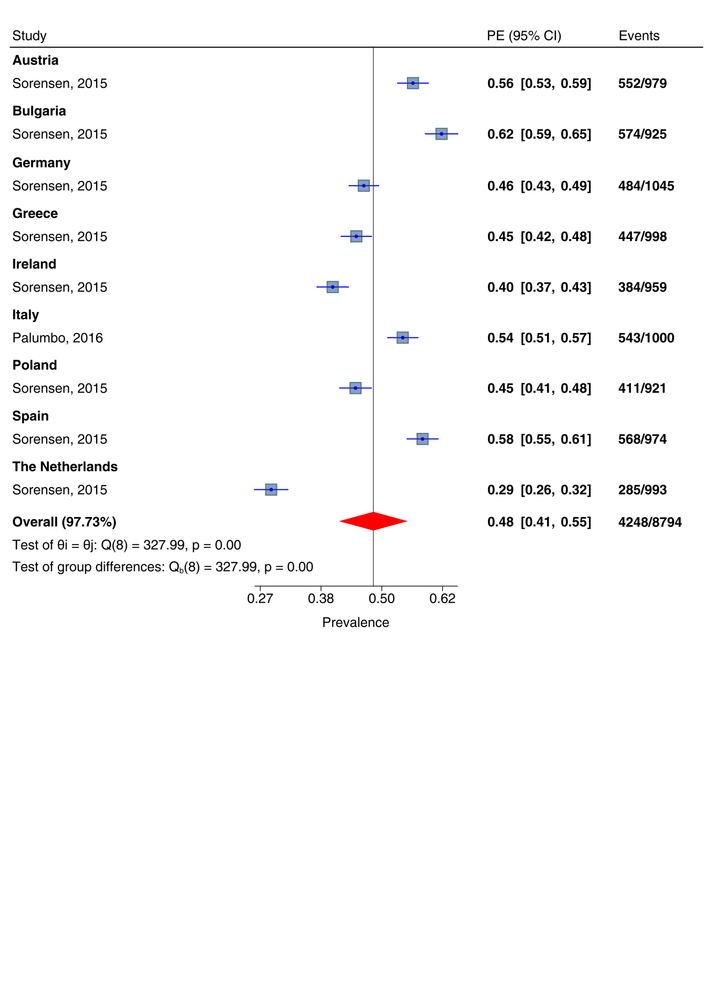 Study PE (95% CI) Events
Austria
Sorensen, 2015 0.56 [0.53, 0.59] 552/979
Bulgaria
Sorensen, 2015 0.62 [0.59, 0.65] 574/925
Germany
Sorensen, 2015 0.46 [0.43, 0.49] 484/1045
Greece
Sorensen, 2015 0.45 [0.42, 0.48] 447/998
Ireland
Sorensen, 2015 0.40 [0.37, 0.43] 384/959
Italy
Palumbo, 2016 0.54 [0.51, 0.57] 543/1000
Poland
Sorensen, 2015 0.45 [0.41, 0.48] 411/921
Spain
Sorensen, 2015 0.58 [0.55, 0.61] 568/974
The Netherlands
Sorensen, 2015 0.29 [0.26, 0.32] 285/993
Overall (97.73%) 0.48 [0.41, 0.55] 4248/8794
Test of θi = θj: Q(8) = 327.99, p = 0.00
Test of group differences: Qb(8) = 327.99, p = 0.00
0.27 0.38 0.50 0.62
Prevalence